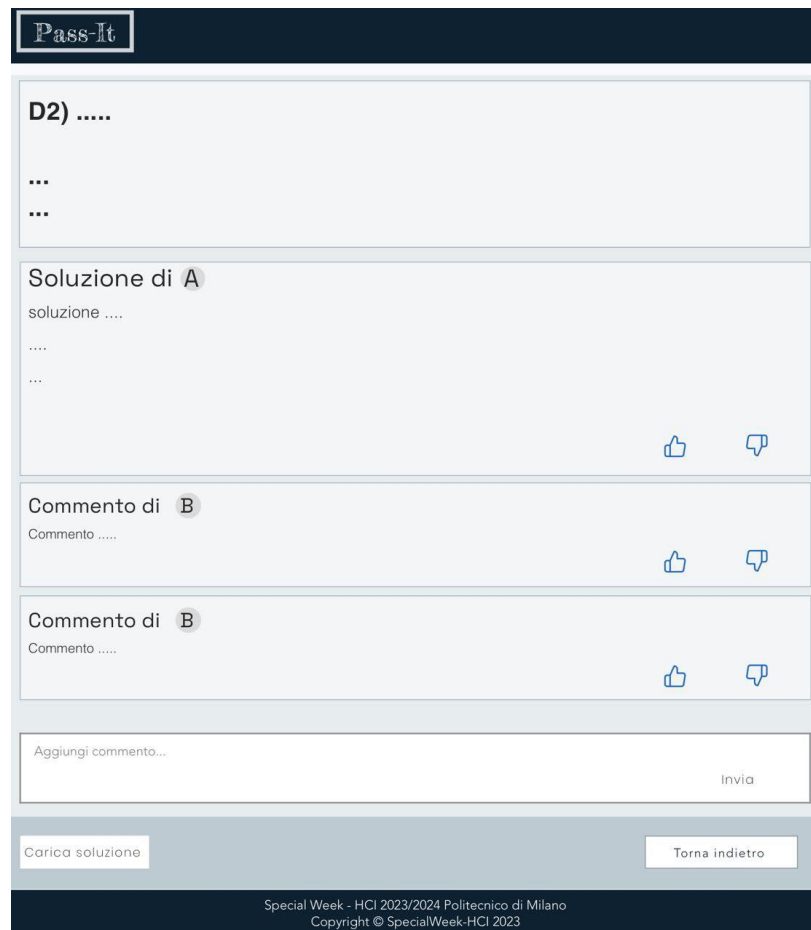 Pass-It
D2) .....
...
...
Soluzione di A
soluzione ....
....
...
Commento di B
Commento .....
Commento di B
Commento .....
Aggiungi commento...
Invia
Carica soluzione
Torna indietro
Special Week - HCI 2023/2024 Politecnico di Milano
Copyright © SpecialWeek-HCI 2023